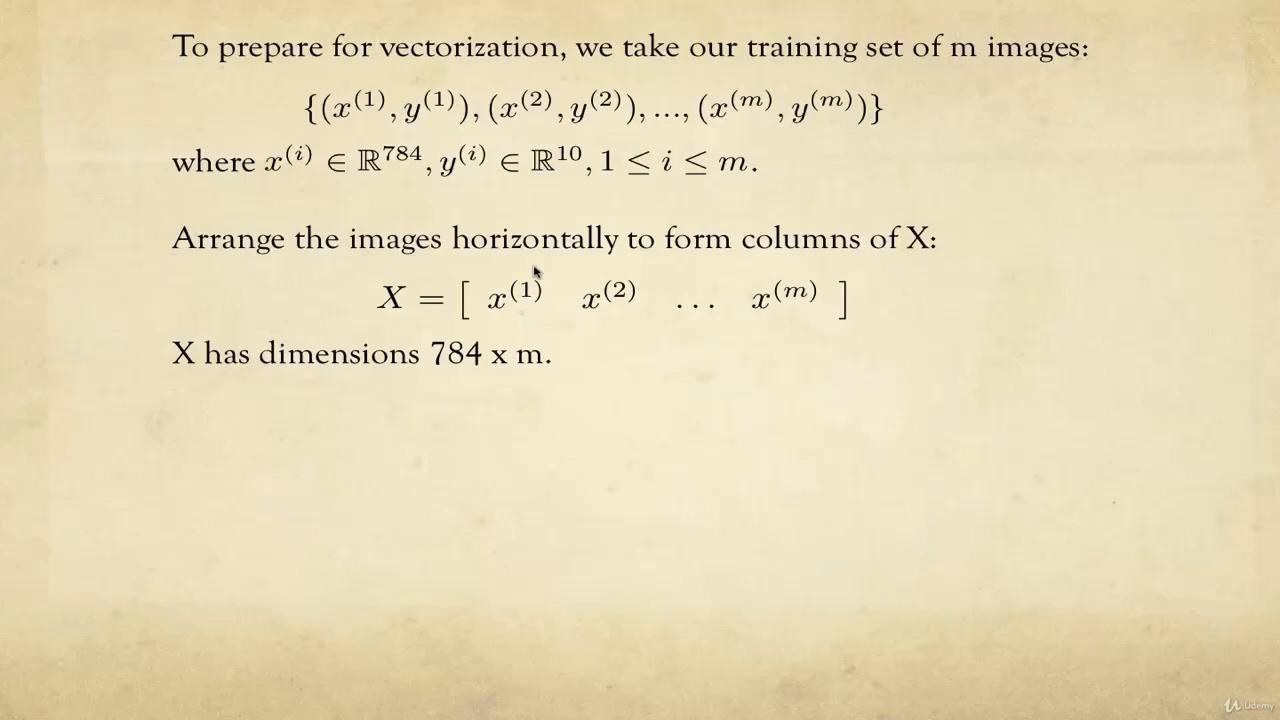 To prepare for vectorization, we take our training set of m images:
{(x^(1), y^(1)), (x^(2), y^(2)), ..., (x^(m), y^(m))}
where x^(i) ∈ ℝ^784, y^(i) ∈ ℝ^10, 1 ≤ i ≤ m.
Arrange the images horizontally to form columns of X:
X = [ x^(1) x^(2) ... x^(m) ]
X has dimensions 784 x m.
Udemy